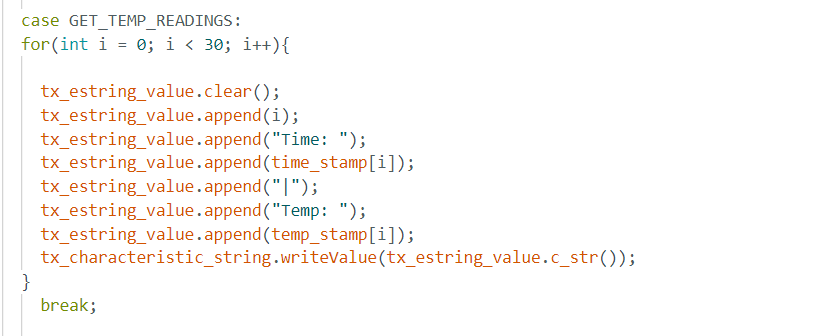 case GET_TEMP_READINGS:
for(int i = 0; i < 30; i++){
tx_estring_value.clear();
tx_estring_value.append(i);
tx_estring_value.append("Time: ");
tx_estring_value.append(time_stamp[i]);
tx_estring_value.append("|");
tx_estring_value.append("Temp: ");
tx_estring_value.append(temp_stamp[i]);
tx_characteristic_string.writeValue(tx_estring_value.c_str());
}
break;